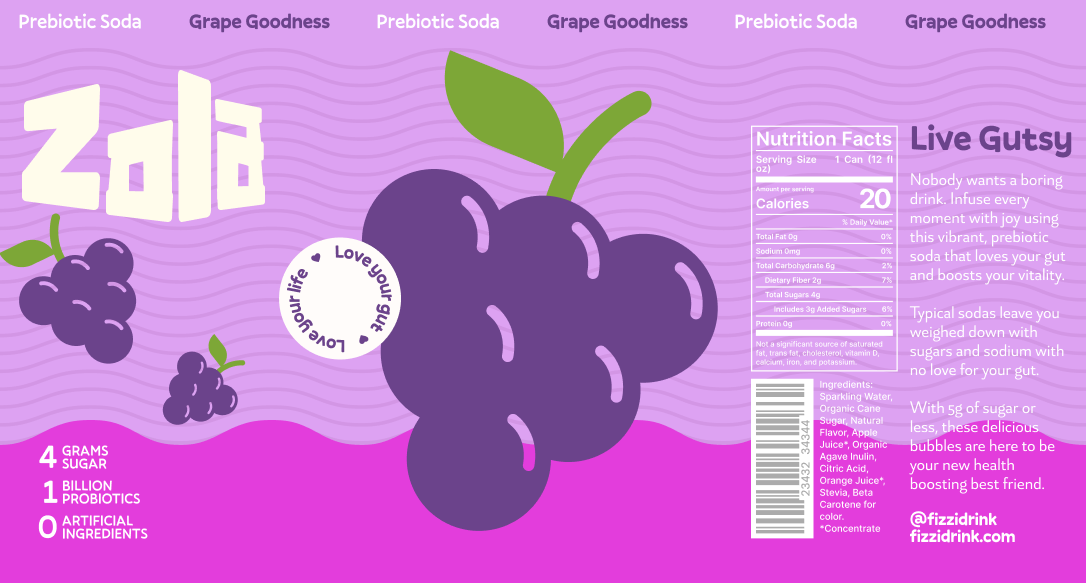 Prebiotic Soda Grape Goodness Prebiotic Soda Grape Goodness Prebiotic Soda Grape Goodness
Zola
4 GRAMS
SUGAR
1 BILLION
PROBIOTICS
0 ARTIFICIAL
INGREDIENTS
Love your gut
Love your life
Nutrition Facts
Serving Size 1 Can (12 fl
oz)
Amount per serving
Calories 20
% Daily Value*
Total Fat 0g 0%
Sodium 0mg 0%
Total Carbohydrate 6g 2%
Dietary Fiber 2g 7%
Total Sugars 4g
Includes 3g Added Sugars 6%
Protein 0g 0%
Not a significant source of saturated
fat, trans fat, cholesterol, vitamin D,
calcium, iron, and potassium.
23432 34344
Ingredients:
Sparkling Water,
Organic Cane
Sugar, Natural
Flavor, Apple
Juice*, Organic
Agave Inulin,
Citric Acid,
Orange Juice*,
Stevia, Beta
Carotene for
color.
*Concentrate
Live Gutsy
Nobody wants a boring
drink. Infuse every
moment with joy using
this vibrant, prebiotic
soda that loves your gut
and boosts your vitality.
Typical sodas leave you
weighed down with
sugars and sodium with
no love for your gut.
With 5g of sugar or
less, these delicious
bubbles are here to be
your new health
boosting best friend.
@fizzidrink
fizzidrink.com